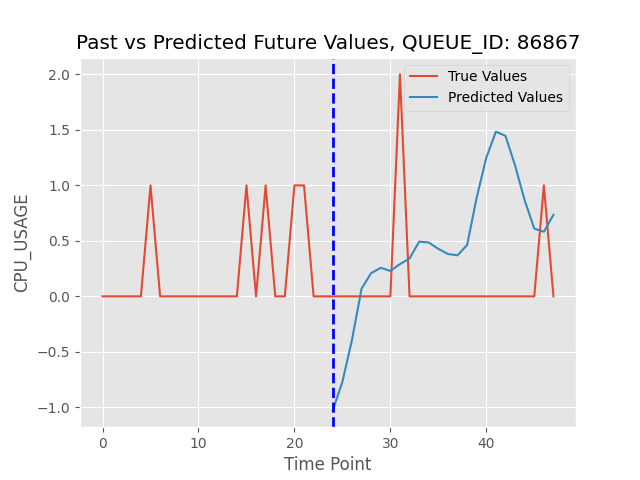 Past vs Predicted Future Values, QUEUE_ID: 86867
True Values
Predicted Values
CPU_USAGE
2.0
1.5
1.0
0.5
0.0
−0.5
−1.0
0 10 20 30 40
Time Point